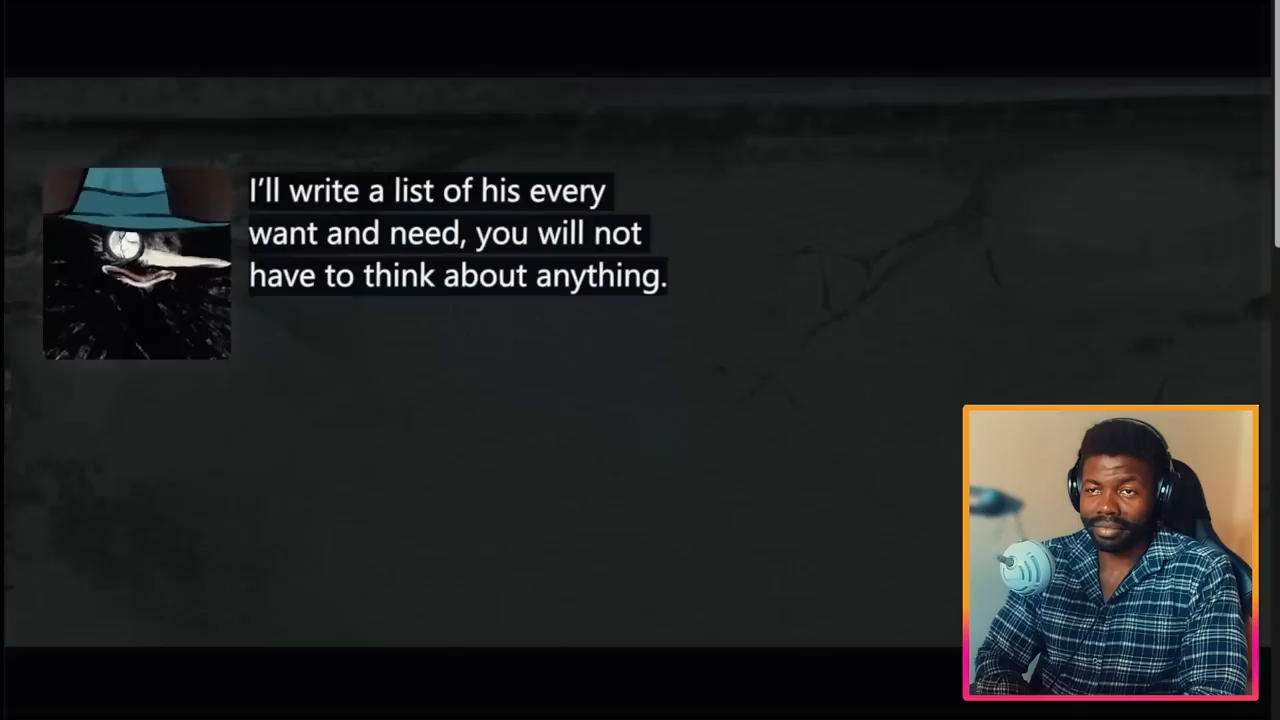 I’ll write a list of his every
want and need, you will not
have to think about anything.